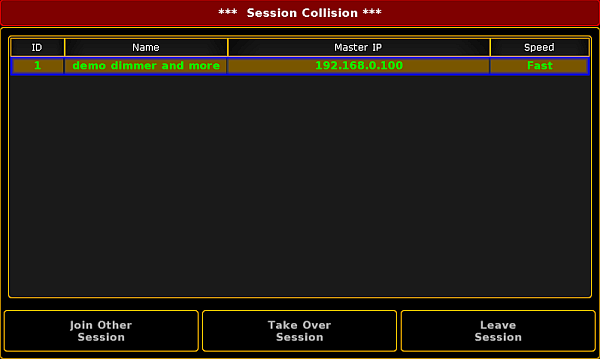 *** Session Collision ***
ID Name Master IP Speed
1 demo dimmer and more 192.168.0.100 Fast
Join Other
Session
Take Over
Session
Leave
Session